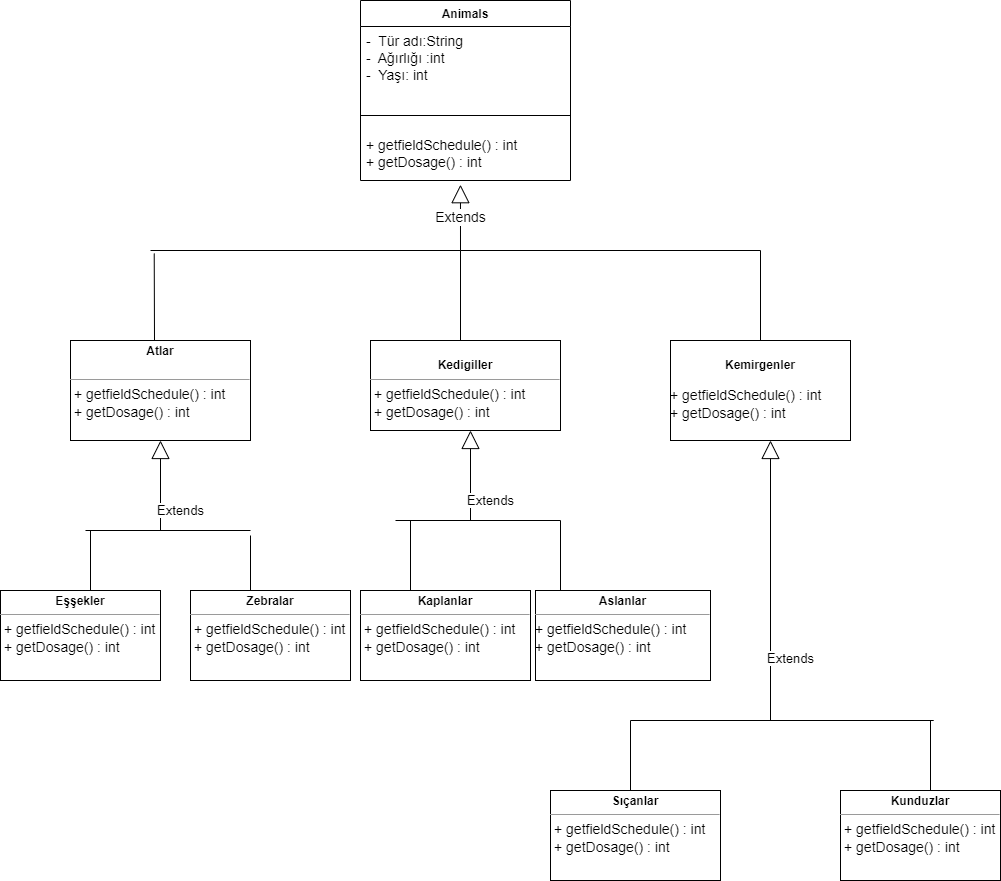 Animals
- Tür adı:String
- Ağırlığı :int
- Yaşı: int
+ getfieldSchedule() : int
+ getDosage() : int
Extends
Atlar
+ getfieldSchedule() : int
+ getDosage() : int
Kedigiller
+ getfieldSchedule() : int
+ getDosage() : int
Kemirgenler
+ getfieldSchedule() : int
+ getDosage() : int
Extends
Extends
Eşşekler
+ getfieldSchedule() : int
+ getDosage() : int
Zebralar
+ getfieldSchedule() : int
+ getDosage() : int
Kaplanlar
+ getfieldSchedule() : int
+ getDosage() : int
Aslanlar
+ getfieldSchedule() : int
+ getDosage() : int
Extends
Sıçanlar
+ getfieldSchedule() : int
+ getDosage() : int
Kunduzlar
+ getfieldSchedule() : int
+ getDosage() : int